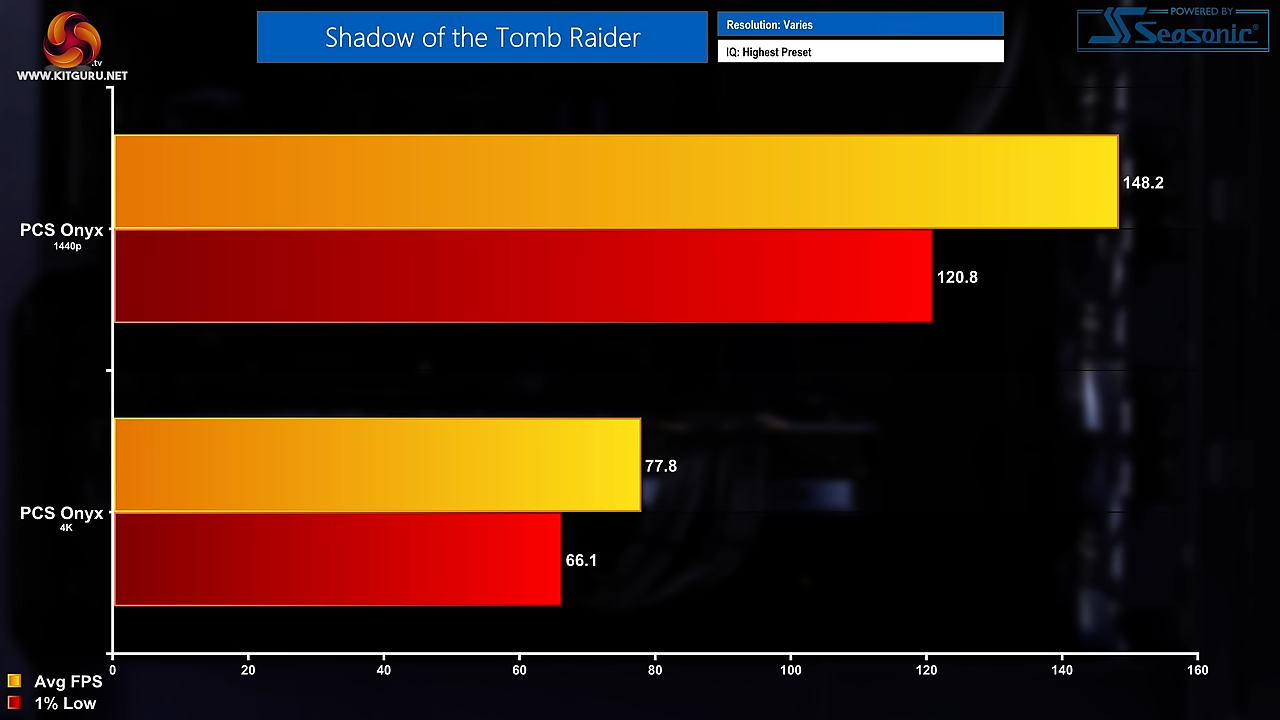 .tv
WWW.KITGURU.NET
Shadow of the Tomb Raider
Resolution: Varies
IQ: Highest Preset
POWERED BY
Seasonic®
148.2
PCS Onyx
1440p
120.8
77.8
PCS Onyx
4K
66.1
0 20 40 60 80 100 120 140 160
Avg FPS
1% Low